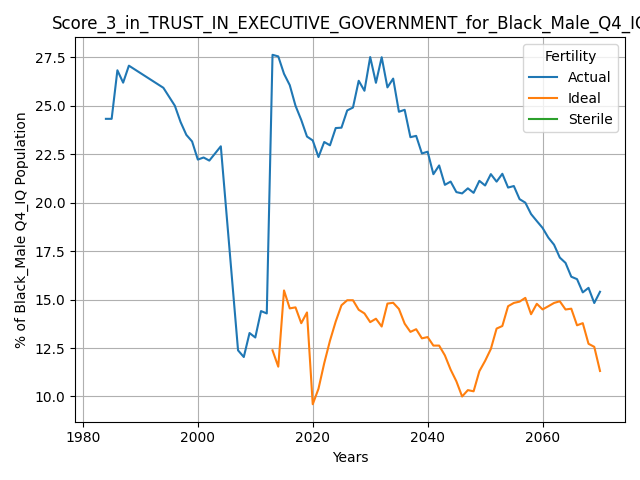 Score_3_in_TRUST_IN_EXECUTIVE_GOVERNMENT_for_Black_Male_Q4_IQ
Fertility
Actual
Ideal
Sterile
% of Black_Male Q4_IQ Population
27.5
25.0
22.5
20.0
17.5
15.0
12.5
10.0
1980
2000
2020
2040
2060
Years